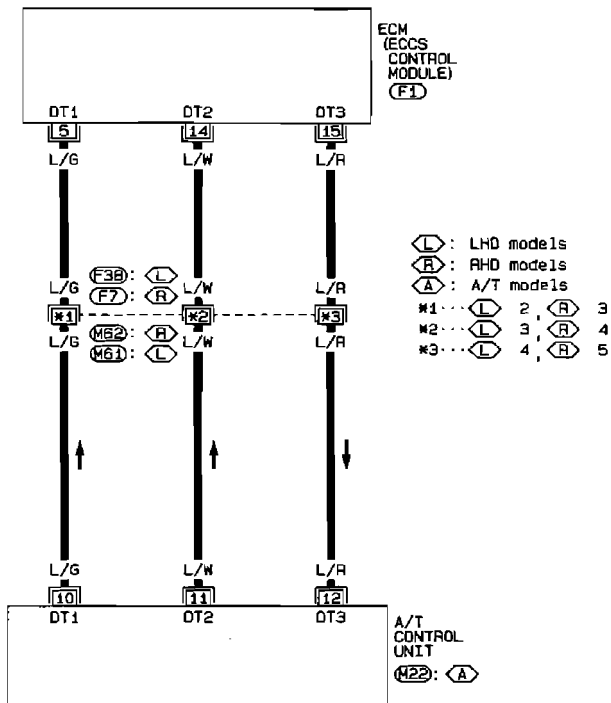 ECM
(ECCS
CONTROL
MODULE)
F1
DT1 DT2 DT3
5 14 15
L/G L/W L/R
L/G L/W L/R
F38: L
F7: R
*1 *2 *3
M62: R
M61: L
L/G L/W L/R
L: LHD models
R: RHD models
A: A/T models
*1··· L 2, R 3
*2··· L 3, R 4
*3··· L 4, R 5
L/G L/W L/R
10 11 12
DT1 DT2 DT3
A/T
CONTROL
UNIT
M22: A